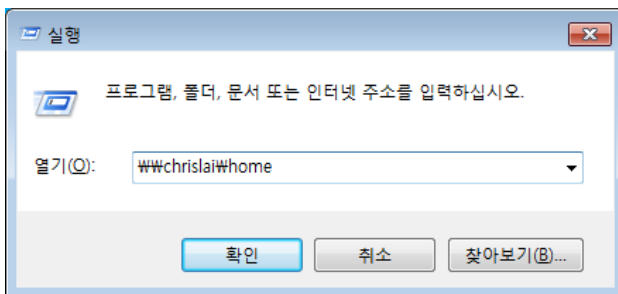 실행
프로그램, 폴더, 문서 또는 인터넷 주소를 입력하십시오.
열기(O): ₩₩chrislai₩home
확인 취소 찾아보기(B)...